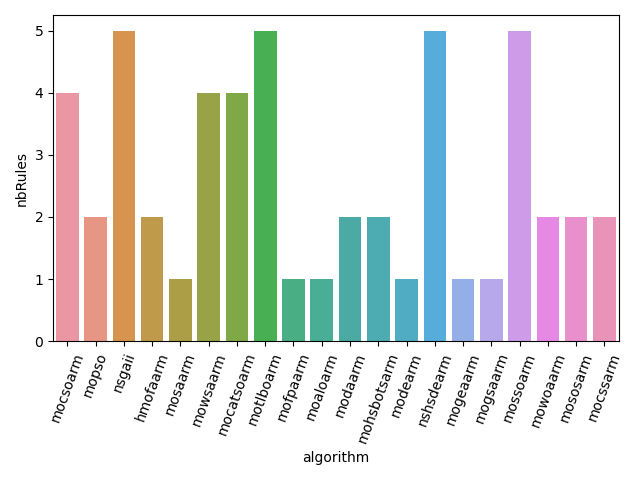 5
4
3
2
1
0
nbRules
mocsoarm
mopso
nsgaii
hmofaarm
mosaarm
mowsaarm
mocatsoarm
motlboarm
mofpaarm
moaloarm
modaarm
mohsbotsarm
modearm
nshsdearm
mogeaarm
mogsaarm
mossoarm
mowoaarm
mososarm
mocssarm
algorithm